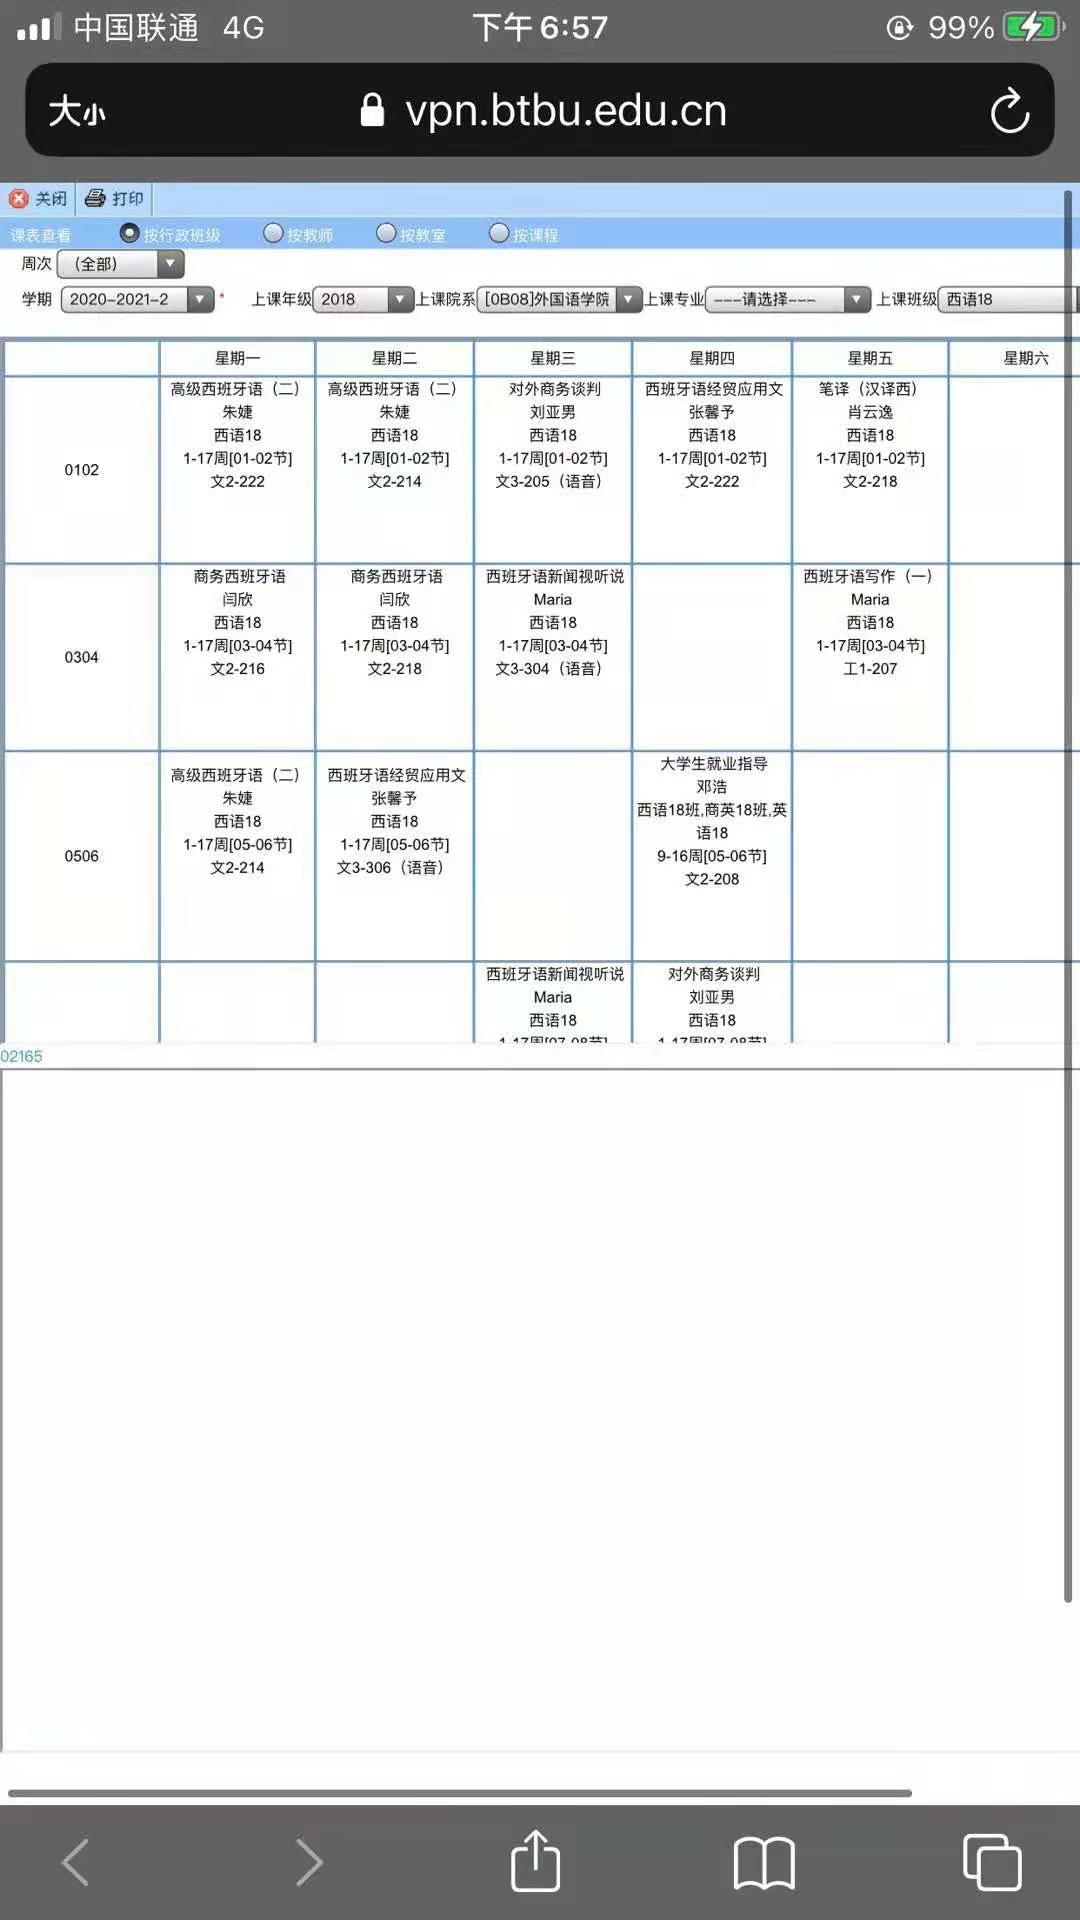 中国联通 4G 下午6:57 99%
大小 vpn.btbu.edu.cn
关闭 打印
课表查看 按行政班级 按教师 按教室 按课程
周次 (全部)
学期 2020-2021-2 * 上课年级 2018 上课院系 [0B08]外国语学院 上课专业 ---请选择--- 上课班级 西语18
星期一 星期二 星期三 星期四 星期五 星期六
0102
高级西班牙语（二）
朱婕
西语18
1-17周[01-02节]
文2-222
高级西班牙语（二）
朱婕
西语18
1-17周[01-02节]
文2-214
对外商务谈判
刘亚男
西语18
1-17周[01-02节]
文3-205（语音）
西班牙语经贸应用文
张馨予
西语18
1-17周[01-02节]
文2-222
笔译（汉译西）
肖云逸
西语18
1-17周[01-02节]
文2-218
0304
商务西班牙语
闫欣
西语18
1-17周[03-04节]
文2-216
商务西班牙语
闫欣
西语18
1-17周[03-04节]
文2-218
西班牙语新闻视听说
Maria
西语18
1-17周[03-04节]
文3-304（语音）
西班牙语写作（一）
Maria
西语18
1-17周[03-04节]
工1-207
0506
高级西班牙语（二）
朱婕
西语18
1-17周[05-06节]
文2-214
西班牙语经贸应用文
张馨予
西语18
1-17周[05-06节]
文3-306（语音）
大学生就业指导
邓浩
西语18班,商英18班,英
语18
9-16周[05-06节]
文2-208
西班牙语新闻视听说
Maria
西语18
1-17周[07-08节]
对外商务谈判
刘亚男
西语18
1-17周[07-08节]
02165